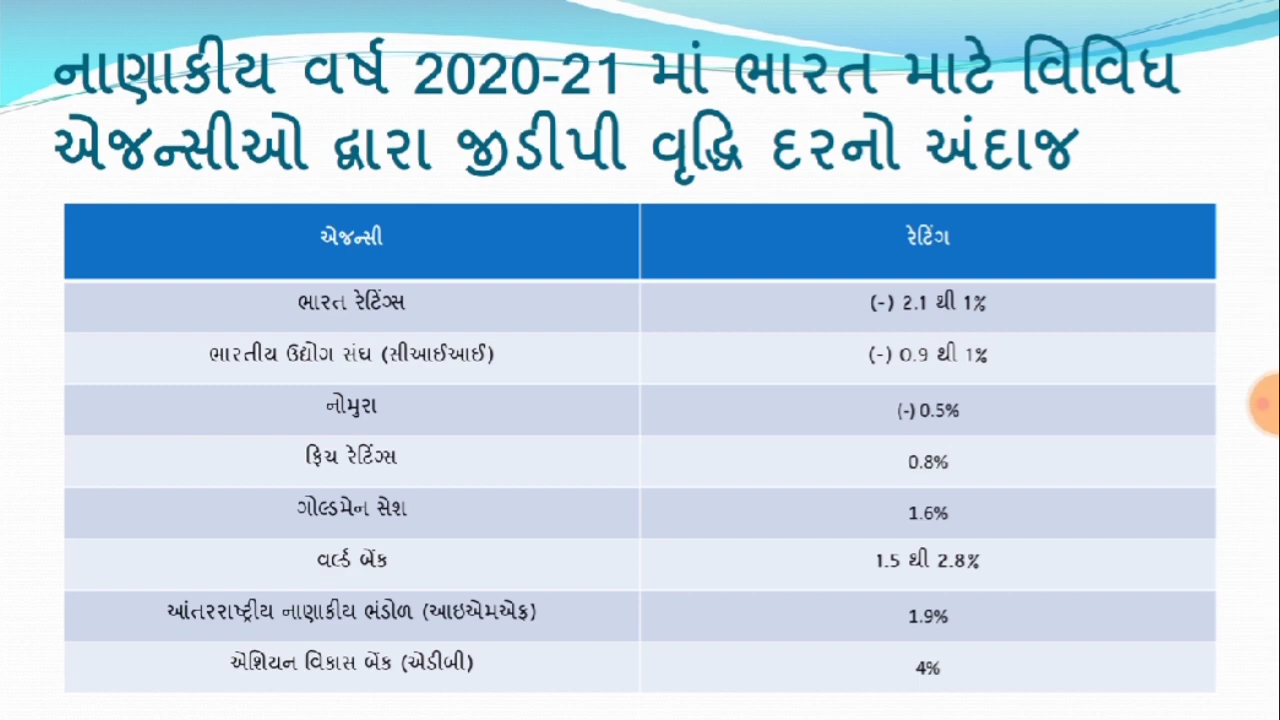 નાણાકીય વર્ષ 2020-21 માં ભારત માટે વિવિધ
એજન્સીઓ દ્વારા જીડીપી વૃદ્ધિ દરનો અંદાજ
એજન્સી રેટિંગ
ભારત રેટિંગ્સ (-) 2.1 થી 1%
ભારતીય ઉદ્યોગ સંઘ (સીઆઈઆઈ) (-) 0.9 થી 1%
નોમુરા (-) 0.5%
ફિચ રેટિંગ્સ 0.8%
ગોલ્ડમેન સેશ 1.6%
વર્લ્ડ બેંક 1.5 થી 2.8%
આંતરરાષ્ટ્રીય નાણાકીય ભંડોળ (આઇએમએફ) 1.9%
એશિયન વિકાસ બેંક (એડીબી) 4%